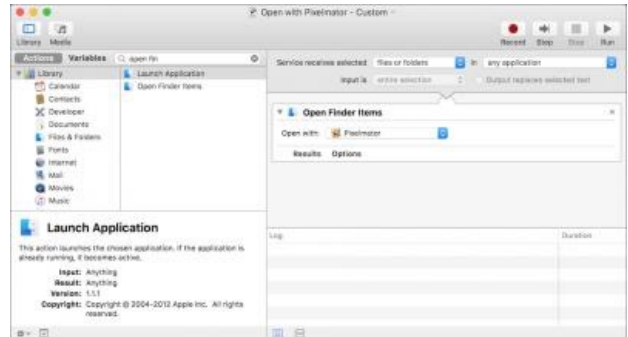 Open with Pixelmator - Custom
Library
Media
Record
Step
Stop
Run
Actions
Variables
open fin
Library
Calendar
Contacts
Developer
Documents
Files & Folders
Fonts
Internet
Mail
Movies
Music
Launch Application
Open Finder Items
Service receives selected files or folders in any application
Input is entire selection Output replaces selected text
Open Finder Items
Open with: Pixelmator
Results Options
Launch Application
This action launches the chosen application. If the application is
already running, it becomes active.
Input: Anything
Result: Anything
Version: 1.1.1
Copyright: Copyright © 2004-2012 Apple Inc. All rights
reserved.
Log
Duration